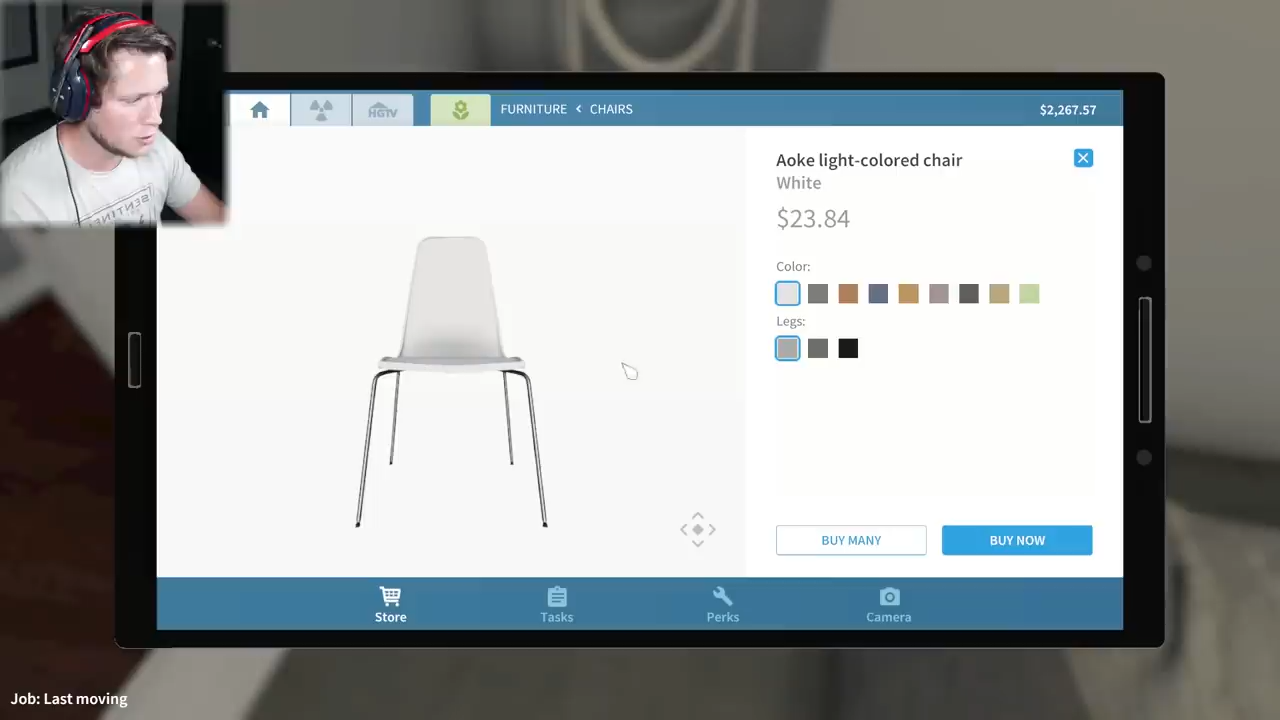 HGTV
FURNITURE < CHAIRS
$2,267.57
Aoke light-colored chair
White
$23.84
Color:
Legs:
BUY MANY
BUY NOW
Store
Tasks
Perks
Camera
Job: Last moving